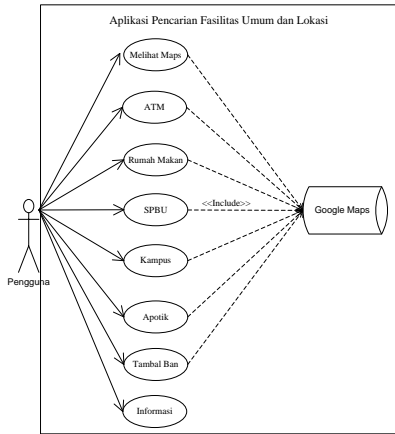 Aplikasi Pencarian Fasilitas Umum dan Lokasi
Melihat Maps
ATM
Rumah Makan
SPBU
<<Include>>
Google Maps
Kampus
Pengguna
Apotik
Tambal Ban
Informasi